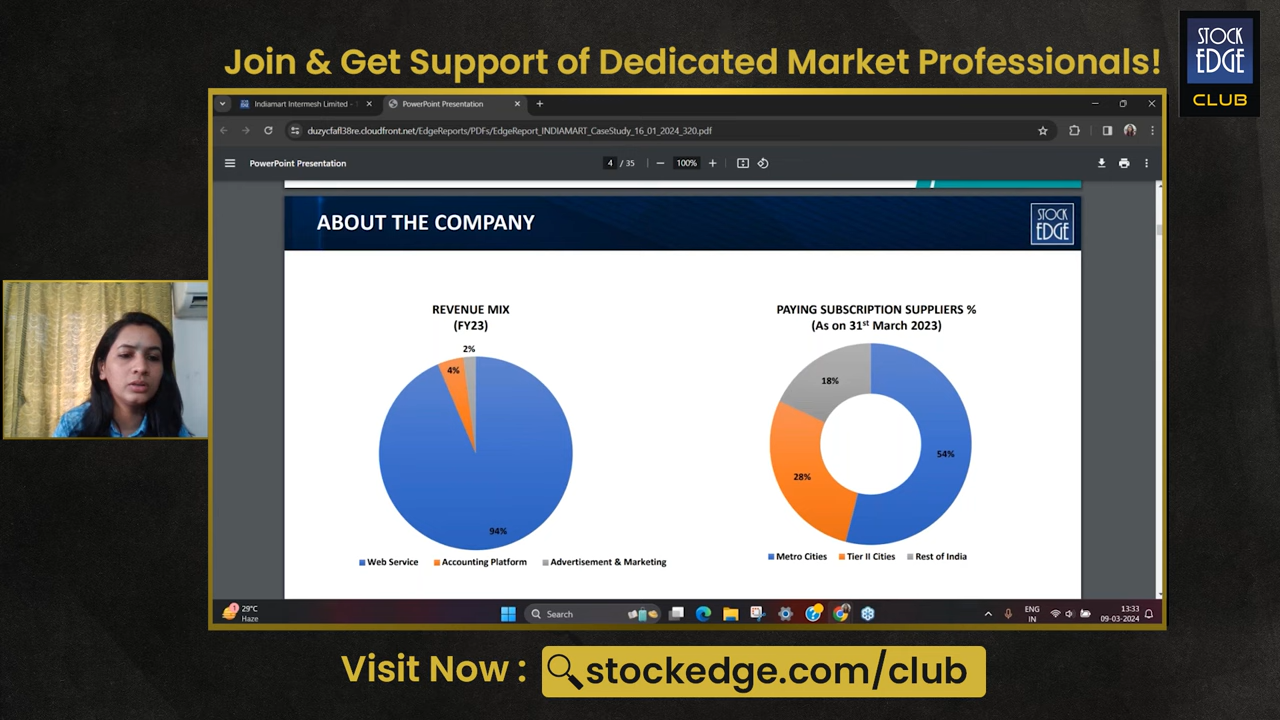 Join & Get Support of Dedicated Market Professionals!
STOCK
EDGE
CLUB
Indiamart Intermesh Limited -
PowerPoint Presentation
duzycfafl38re.cloudfront.net/EdgeReports/PDFs/EdgeReport_INDIAMART_CaseStudy_16_01_2024_320.pdf
PowerPoint Presentation
4 / 35
100%
ABOUT THE COMPANY
STOCK
EDGE
REVENUE MIX
(FY23)
2%
4%
94%
Web Service
Accounting Platform
Advertisement & Marketing
PAYING SUBSCRIPTION SUPPLIERS %
(As on 31st March 2023)
18%
28%
54%
Metro Cities
Tier II Cities
Rest of India
1
29°C
Haze
Search
ENG
IN
13:33
09-03-2024
Visit Now :
stockedge.com/club